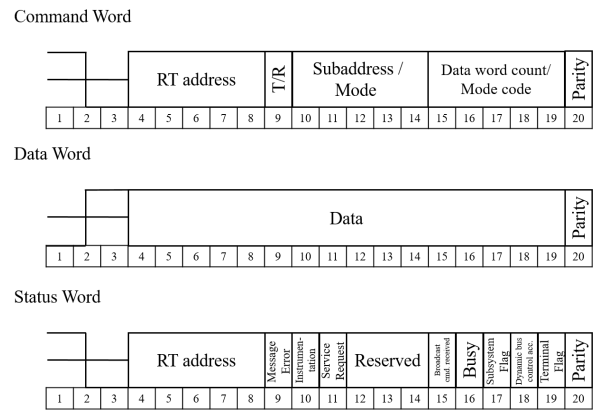 Command Word
RT address
T/R
Subaddress /
Mode
Data word count/
Mode code
Parity
1 2 3 4 5 6 7 8 9 10 11 12 13 14 15 16 17 18 19 20
Data Word
Data
Parity
1 2 3 4 5 6 7 8 9 10 11 12 13 14 15 16 17 18 19 20
Status Word
RT address
Message
Error
Instrumen-
tation
Service
Request
Reserved
Broadcast
cmd. received
Busy
Subsystem
Flag
Dynamic bus
control acc.
Terminal
Flag
Parity
1 2 3 4 5 6 7 8 9 10 11 12 13 14 15 16 17 18 19 20